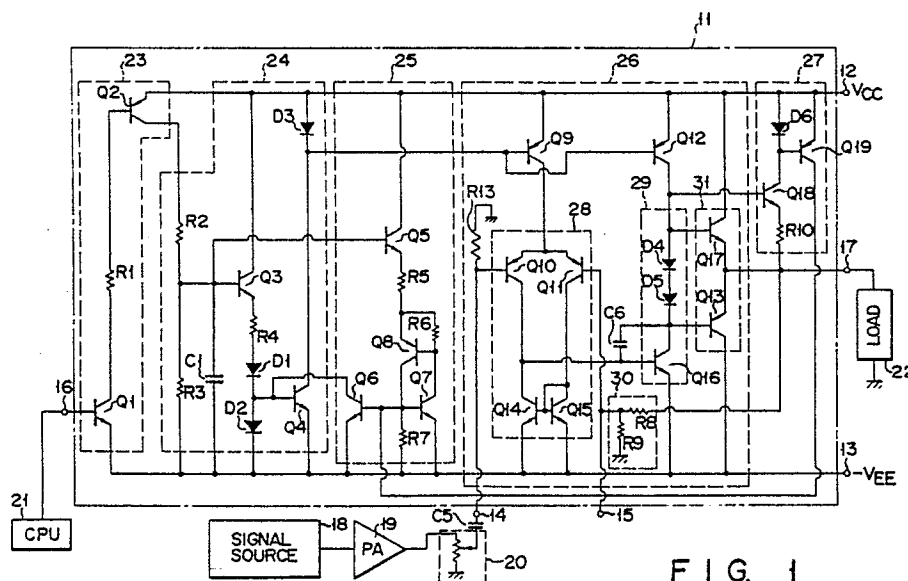 11
23
24
25
26
27
12
VCC
Q2
D3
D6
Q9
Q12
Q19
R13
29
31
Q18
28
R2
R10
Q5
17
Q3
D4
Q17
R1
Q10
Q11
R5
D5
Q13
LOAD
R4
C6
R6
C1
D1
Q8
22
16
Q6
Q7
Q16
R3
30
Q1
D2
Q14
Q15
R8
Q4
R7
R9
13
-VEE
21
CPU
18
19
C5
14
15
SIGNAL
SOURCE
PA
20
FIG. 1